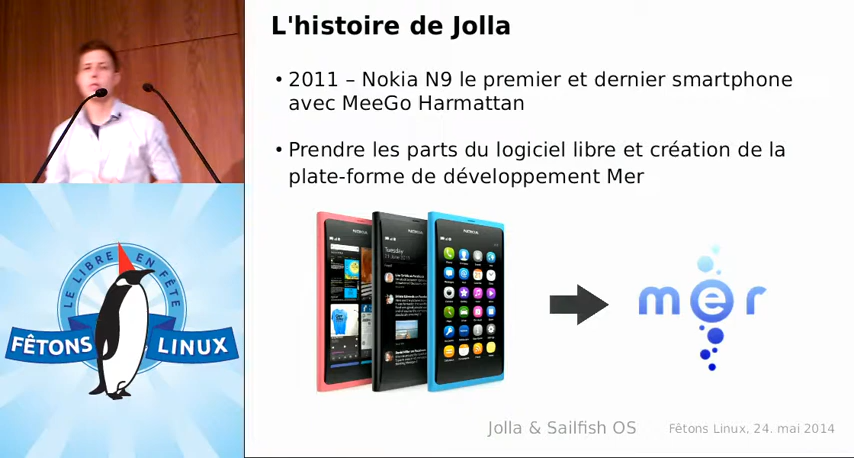 L'histoire de Jolla
• 2011 – Nokia N9 le premier et dernier smartphone
avec MeeGo Harmattan
• Prendre les parts du logiciel libre et création de la
plate-forme de développement Mer
NOKIA
Tuesday
mer
LE LIBRE EN FÊTE
FÊTONS LINUX
Jolla & Sailfish OS
Fêtons Linux, 24. mai 2014